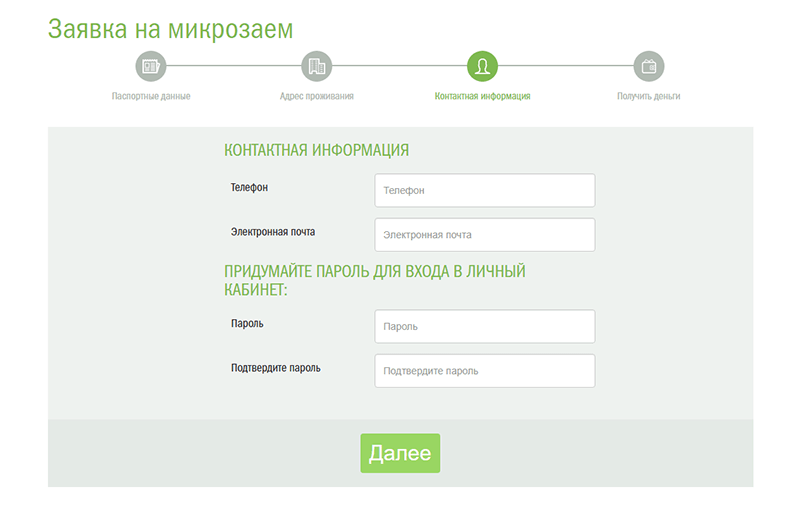 Заявка на микрозаем
Паспортные данные
Адрес проживания
Контактная информация
Получить деньги
КОНТАКТНАЯ ИНФОРМАЦИЯ
Телефон
Телефон
Электронная почта
Электронная почта
ПРИДУМАЙТЕ ПАРОЛЬ ДЛЯ ВХОДА В ЛИЧНЫЙ
КАБИНЕТ:
Пароль
Пароль
Подтвердите пароль
Подтвердите пароль
Далее